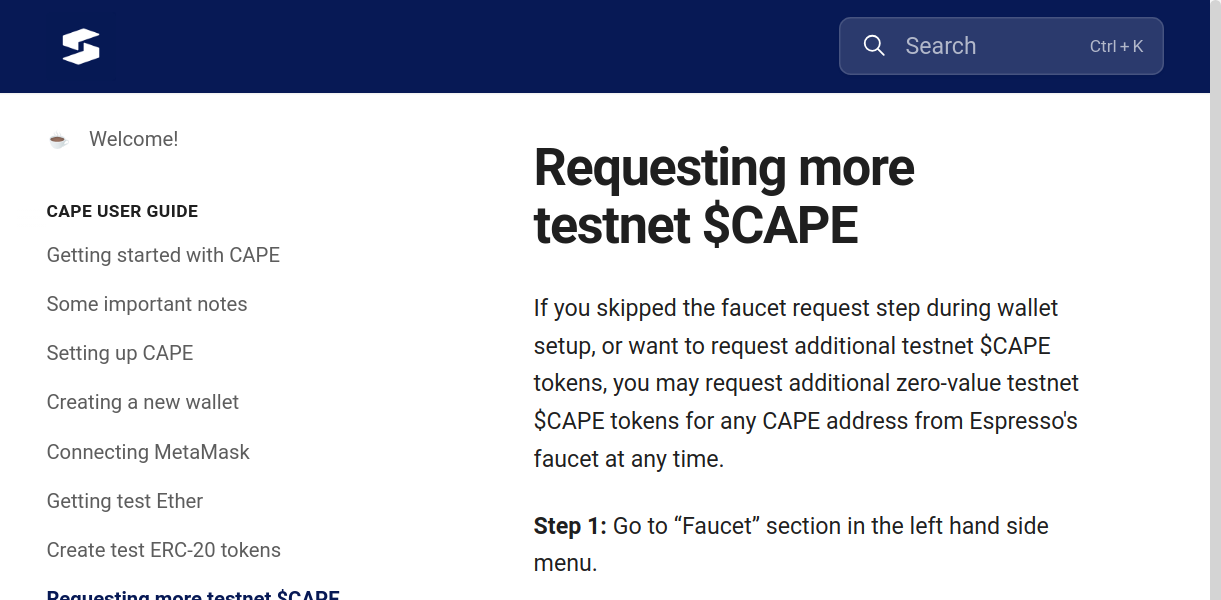 Search
Ctrl + K
Welcome!
CAPE USER GUIDE
Getting started with CAPE
Some important notes
Setting up CAPE
Creating a new wallet
Connecting MetaMask
Getting test Ether
Create test ERC-20 tokens
Requesting more testnet $CAPE
Requesting more
testnet $CAPE
If you skipped the faucet request step during wallet
setup, or want to request additional testnet $CAPE
tokens, you may request additional zero-value testnet
$CAPE tokens for any CAPE address from Espresso's
faucet at any time.
Step 1: Go to “Faucet” section in the left hand side
menu.